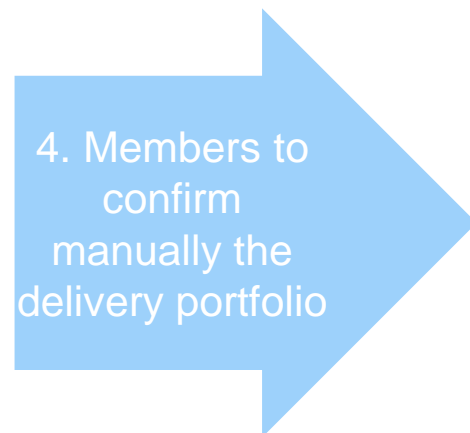 4. Members to
confirm
manually the
delivery portfolio